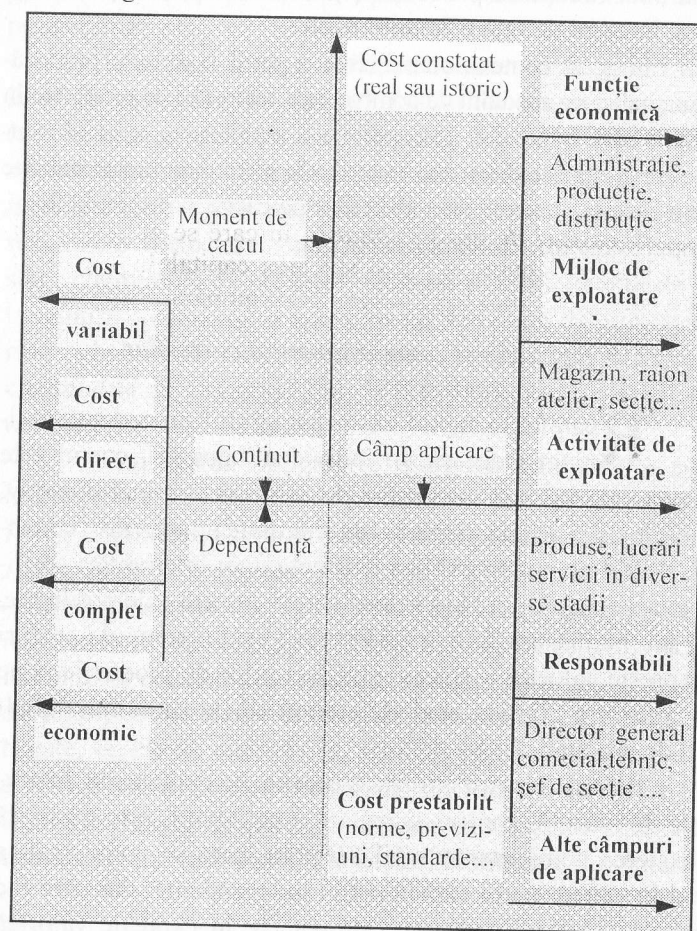 Cost constatat
(real sau istoric)
Funcție
economică
Administrație,
producție,
distribuție
Moment de
calcul
Cost
variabil
Mijloc de
exploatare
Magazin, raion
atelier, secție...
Cost
direct
Conținut
Câmp aplicare
Activitate de
exploatare
Dependență
Produse, lucrări
servicii în diver-
se stadii
Cost
complet
Responsabili
Cost
economic
Director general
comecial,tehnic,
șef de secție ....
Cost prestabilit
(norme, previzi-
uni, standarde....
Alte câmpuri
de aplicare